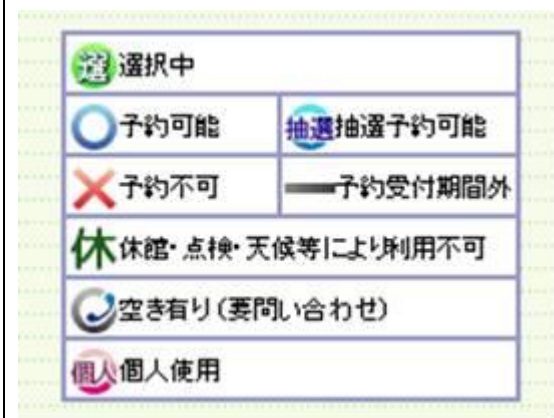 選 選択中
予約可能 抽選 抽選予約可能
予約不可 予約受付期間外
休 休館・点検・天候等により利用不可
空き有り(要問い合わせ)
個人 個人使用